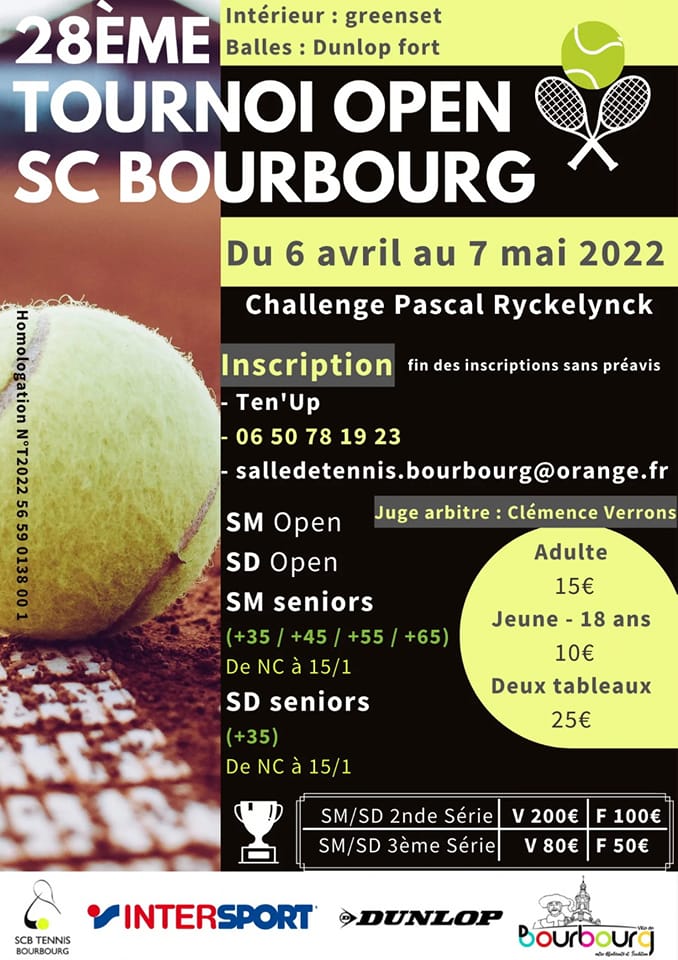 28ÈME
TOURNOI OPEN
SC BOURBOURG
Intérieur : greenset
Balles : Dunlop fort
Du 6 avril au 7 mai 2022
Challenge Pascal Ryckelynck
Inscription fin des inscriptions sans préavis
- Ten'Up
- 06 50 78 19 23
- salledetennis.bourbourg@orange.fr
Juge arbitre : Clémence Verrons
SM Open
SD Open
SM seniors
(+35 / +45 / +55 / +65)
De NC à 15/1
SD seniors
(+35)
De NC à 15/1
Adulte
15€
Jeune - 18 ans
10€
Deux tableaux
25€
SM/SD 2nde Série V 200€ F 100€
SM/SD 3ème Série V 80€ F 50€
Homologation N°T2022 56 59 0138 00 1
SCB TENNIS
BOURBOURG
INTERSPORT
DUNLOP
Ville de
Bourbourg